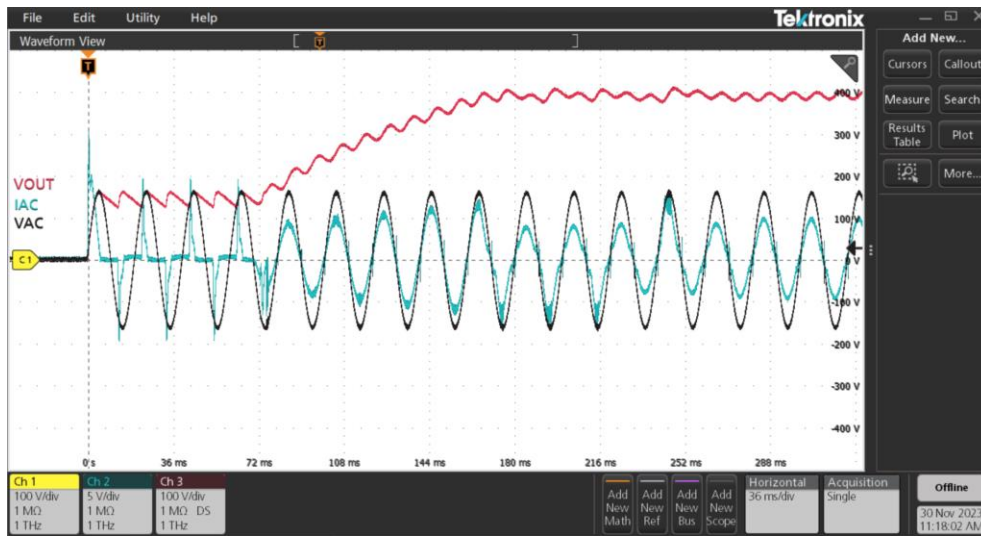 File Edit Utility Help Tektronix
Waveform View [ T ]
Add New...
T
Cursors Callout
400 V
Measure Search
300 V
Results Table Plot
200 V
More...
VOUT
IAC
VAC
100 V
C1
0 V
-100 V
-200 V
-300 V
-400 V
0 s 36 ms 72 ms 108 ms 144 ms 180 ms 216 ms 252 ms 288 ms
Ch 1
100 V/div
1 MΩ
1 THz
Ch 2
5 V/div
1 MΩ
1 THz
Ch 3
100 V/div
1 MΩ DS
1 THz
Add New Math
Add New Ref
Add New Bus
Add New Scope
Horizontal
36 ms/div
Acquisition
Single
Offline
30 Nov 2023
11:18:02 AM